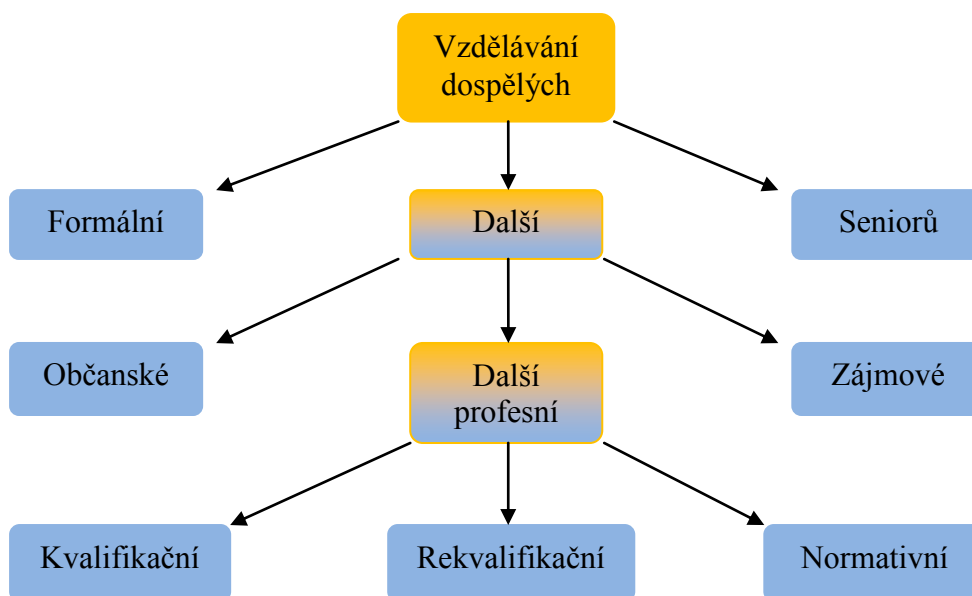 Vzdělávání
dospělých
Formální
Další
Seniorů
Občanské
Další
profesní
Zájmové
Kvalifikační
Rekvalifikační
Normativní